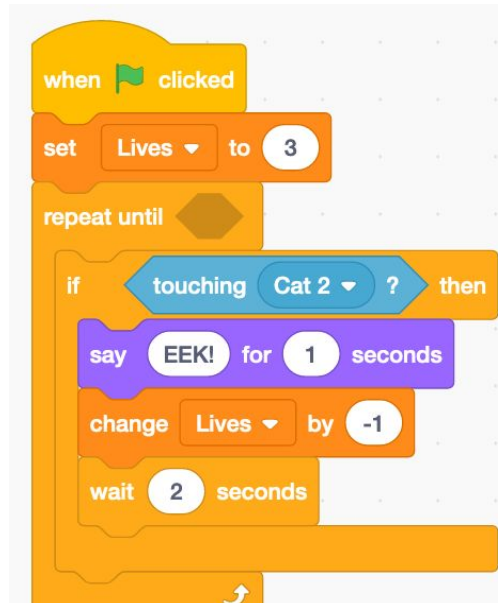 when clicked
set Lives to 3
repeat until
if touching Cat 2 ? then
say EEK! for 1 seconds
change Lives by -1
wait 2 seconds